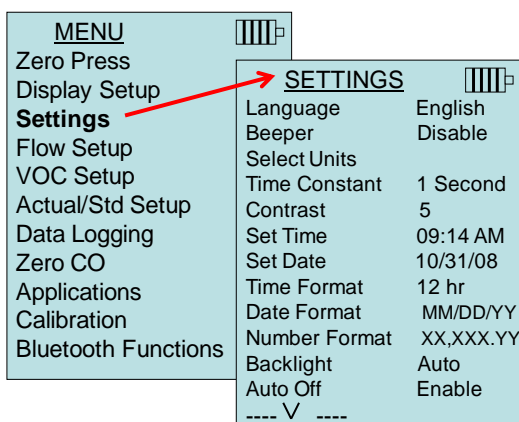 MENU
Zero Press
Display Setup
Settings
Flow Setup
VOC Setup
Actual/Std Setup
Data Logging
Zero CO
Applications
Calibration
Bluetooth Functions
SETTINGS
Language English
Beeper Disable
Select Units
Time Constant 1 Second
Contrast 5
Set Time 09:14 AM
Set Date 10/31/08
Time Format 12 hr
Date Format MM/DD/YY
Number Format XX,XXX.YY
Backlight Auto
Auto Off Enable
---- V ----